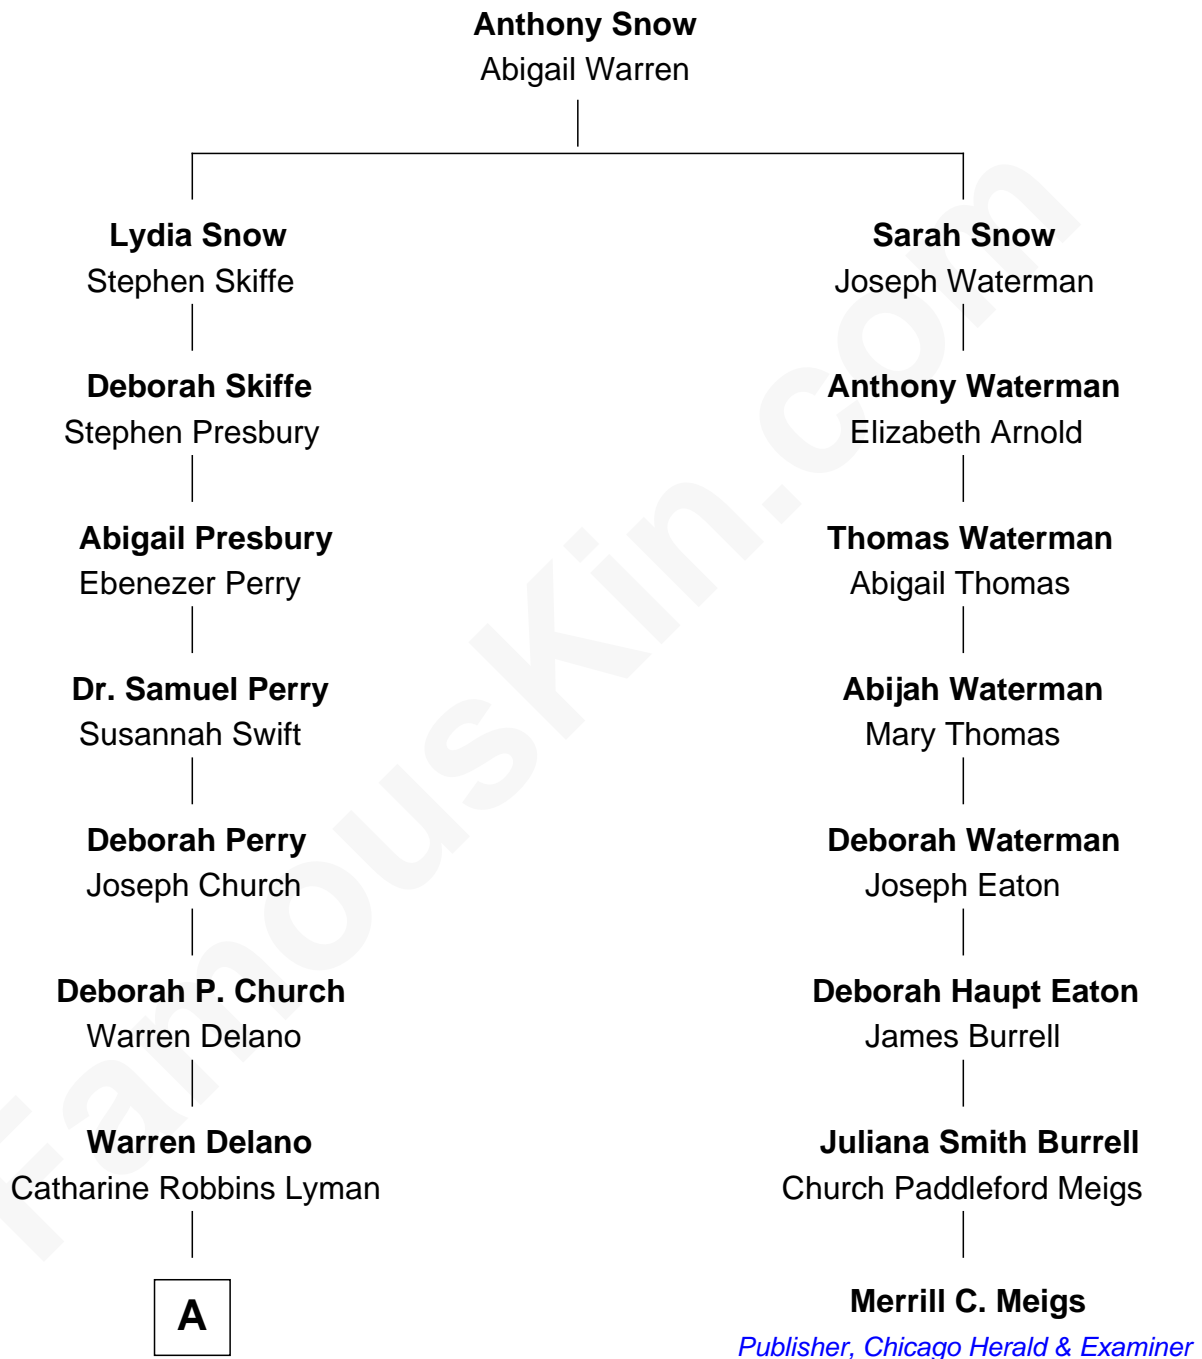 Anthony Snow
Abigail Warren
Lydia Snow
Stephen Skiffe
Deborah Skiffe
Stephen Presbury
Abigail Presbury
Ebenezer Perry
Dr. Samuel Perry
Susannah Swift
Deborah Perry
Joseph Church
Deborah P. Church
Warren Delano
Warren Delano
Catharine Robbins Lyman
A
Sarah Snow
Joseph Waterman
Anthony Waterman
Elizabeth Arnold
Thomas Waterman
Abigail Thomas
Abijah Waterman
Mary Thomas
Deborah Waterman
Joseph Eaton
Deborah Haupt Eaton
James Burrell
Juliana Smith Burrell
Church Paddleford Meigs
Merrill C. Meigs
Publisher, Chicago Herald & Examiner
FamousKin.com